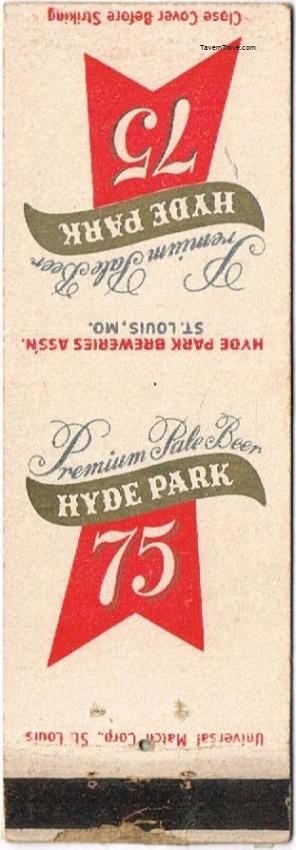 Close Cover Before Striking
TavernTrove.com
75
HYDE PARK
Premium Pale Beer
ST. LOUIS, MO.
HYDE PARK BREWERIES ASS'N.
Premium Pale Beer
HYDE PARK
75
Universal Match Corp., St. Louis